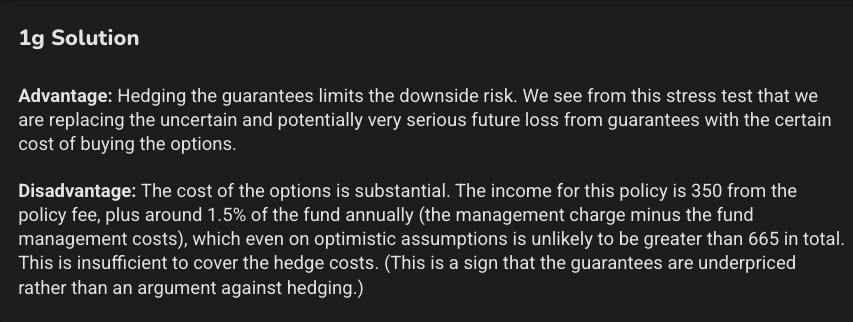 1g Solution
Advantage: Hedging the guarantees limits the downside risk. We see from this stress test that we
are replacing the uncertain and potentially very serious future loss from guarantees with the certain
cost of buying the options.
Disadvantage: The cost of the options is substantial. The income for this policy is 350 from the
policy fee, plus around 1.5% of the fund annually (the management charge minus the fund
management costs), which even on optimistic assumptions is unlikely to be greater than 665 in total.
This is insufficient to cover the hedge costs. (This is a sign that the guarantees are underpriced
rather than an argument against hedging.)